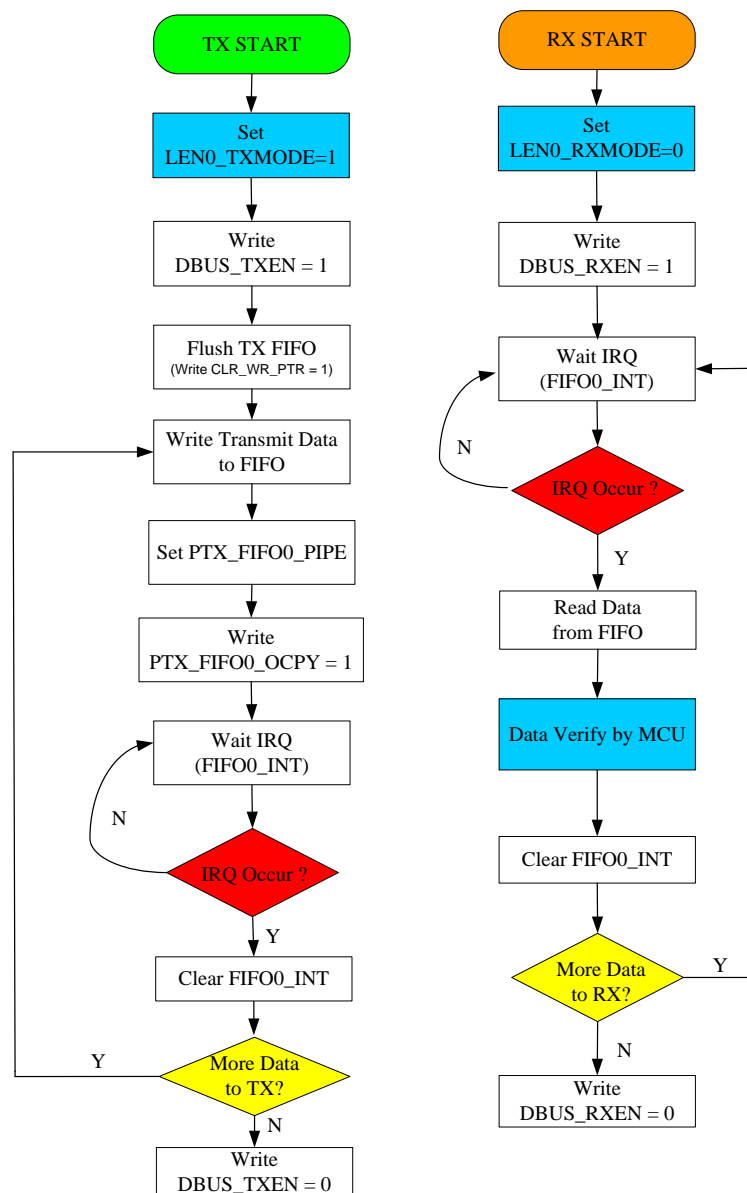 TX START
Set
LEN0_TXMODE=1
Write
DBUS_TXEN = 1
Flush TX FIFO
(Write CLR_WR_PTR = 1)
Write Transmit Data
to FIFO
Set PTX_FIFO0_PIPE
Write
PTX_FIFO0_OCPY = 1
Wait IRQ
(FIFO0_INT)
N
IRQ Occur ?
Y
Clear FIFO0_INT
Y
More Data
to TX?
N
Write
DBUS_TXEN = 0
RX START
Set
LEN0_RXMODE=0
Write
DBUS_RXEN = 1
Wait IRQ
(FIFO0_INT)
N
IRQ Occur ?
Y
Read Data
from FIFO
Data Verify by MCU
Clear FIFO0_INT
More Data
to RX?
Y
N
Write
DBUS_RXEN = 0